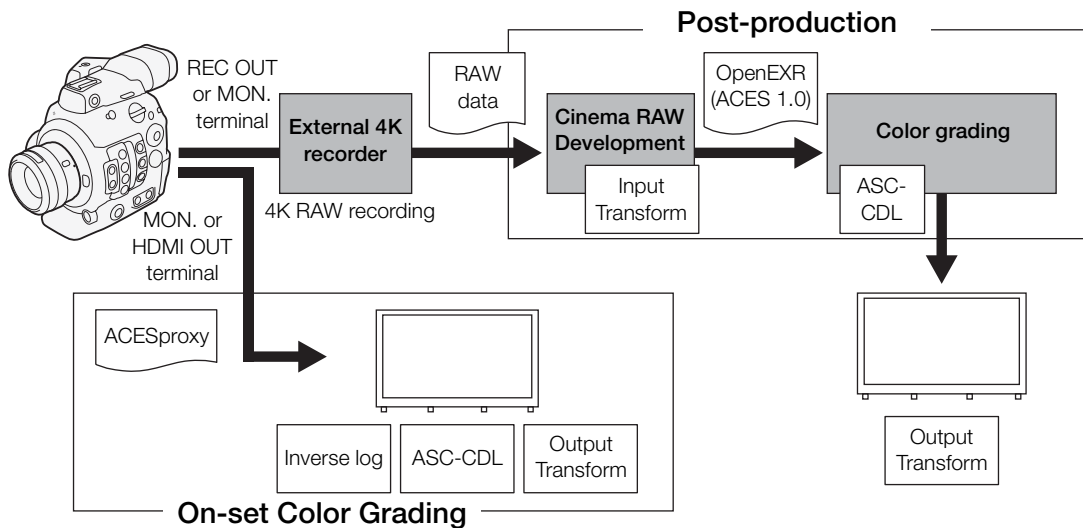 Post-production
REC OUT
or MON.
terminal
External 4K
recorder
4K RAW recording
RAW
data
Cinema RAW
Development
Input
Transform
OpenEXR
(ACES 1.0)
Color grading
ASC-
CDL
MON. or
HDMI OUT
terminal
ACESproxy
Inverse log
ASC-CDL
Output
Transform
On-set Color Grading
Output
Transform